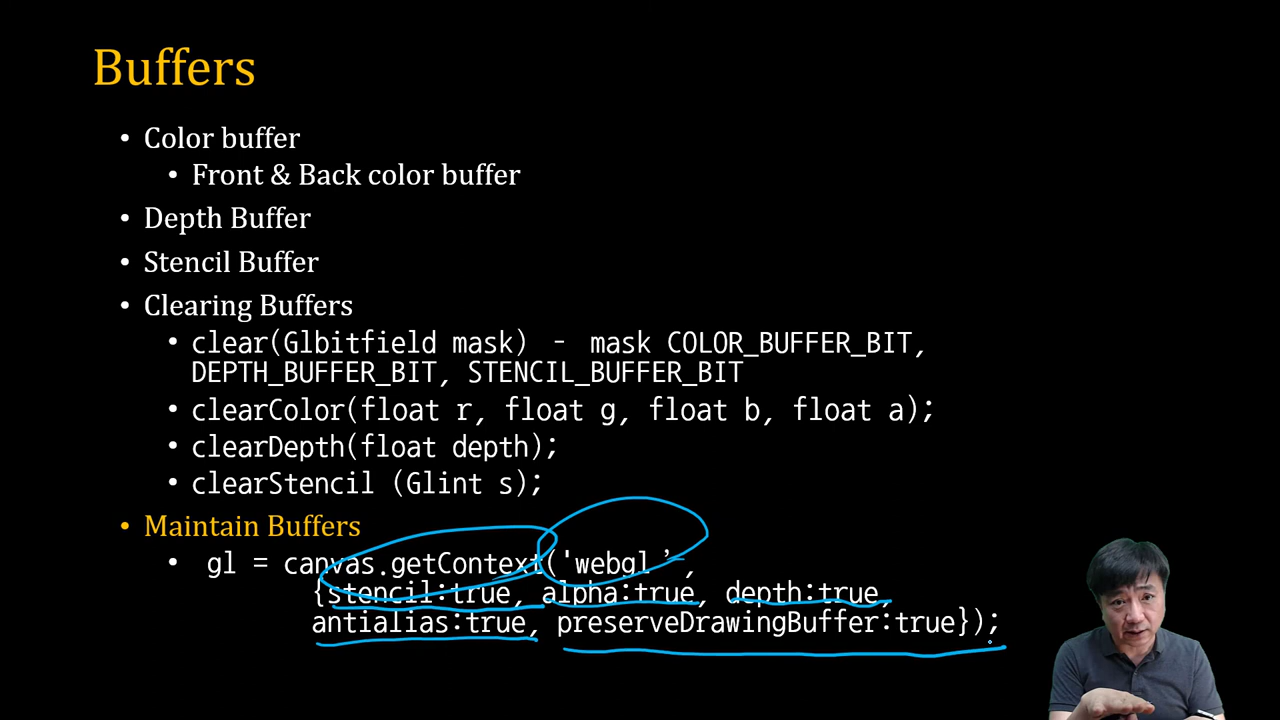 Buffers
• Color buffer
• Front & Back color buffer
• Depth Buffer
• Stencil Buffer
• Clearing Buffers
• clear(Glbitfield mask) - mask COLOR_BUFFER_BIT,
DEPTH_BUFFER_BIT, STENCIL_BUFFER_BIT
• clearColor(float r, float g, float b, float a);
• clearDepth(float depth);
• clearStencil (Glint s);
• Maintain Buffers
• gl = canvas.getContext('webgl’,
{stencil:true, alpha:true, depth:true,
antialias:true, preserveDrawingBuffer:true});